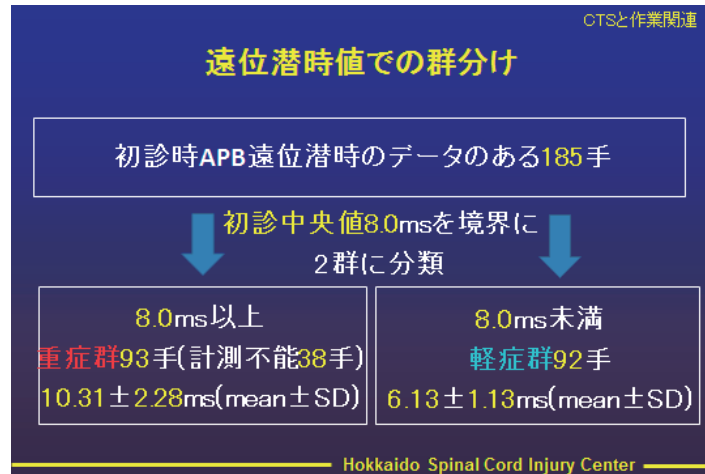 CTSと作業関連
遠位潜時値での群分け
初診時APB遠位潜時のデータのある185手
初診中央値8.0msを境界に
2群に分類
8.0ms以上
重症群93手(計測不能38手)
10.31±2.28ms(mean±SD)
8.0ms未満
軽症群92手
6.13±1.13ms(mean±SD)
Hokkaido Spinal Cord Injury Center